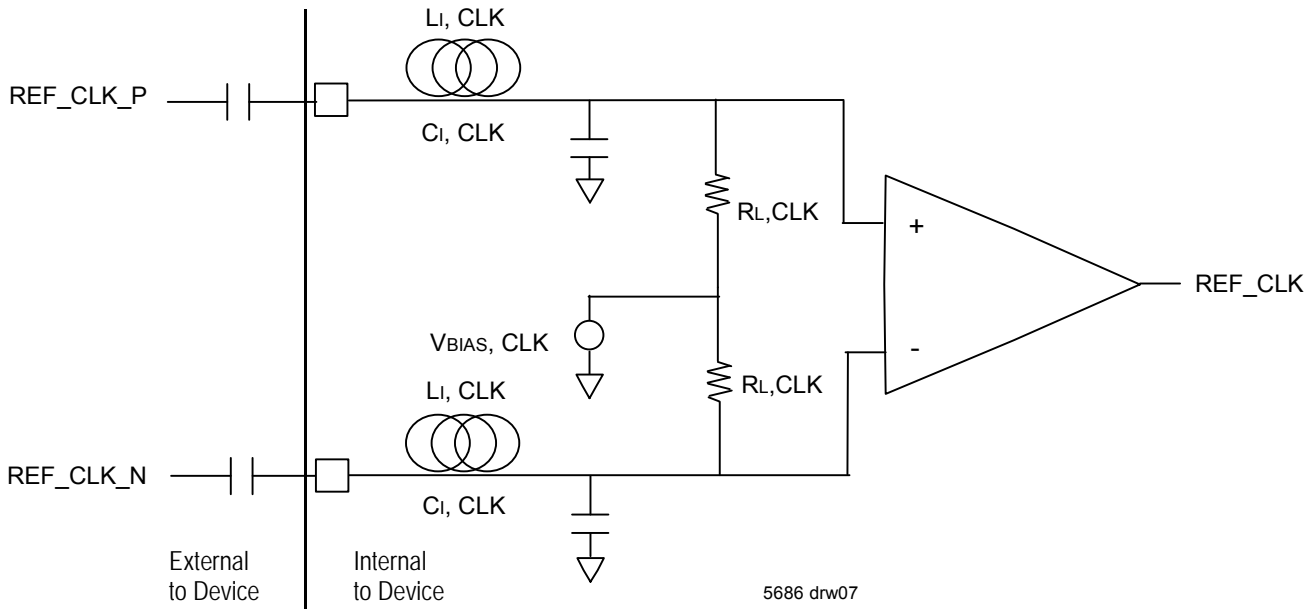 LI, CLK
REF_CLK_P
CI, CLK
RL,CLK
+
REF_CLK
VBIAS, CLK
-
RL,CLK
LI, CLK
REF_CLK_N
CI, CLK
External
to Device
Internal
to Device
5686 drw07